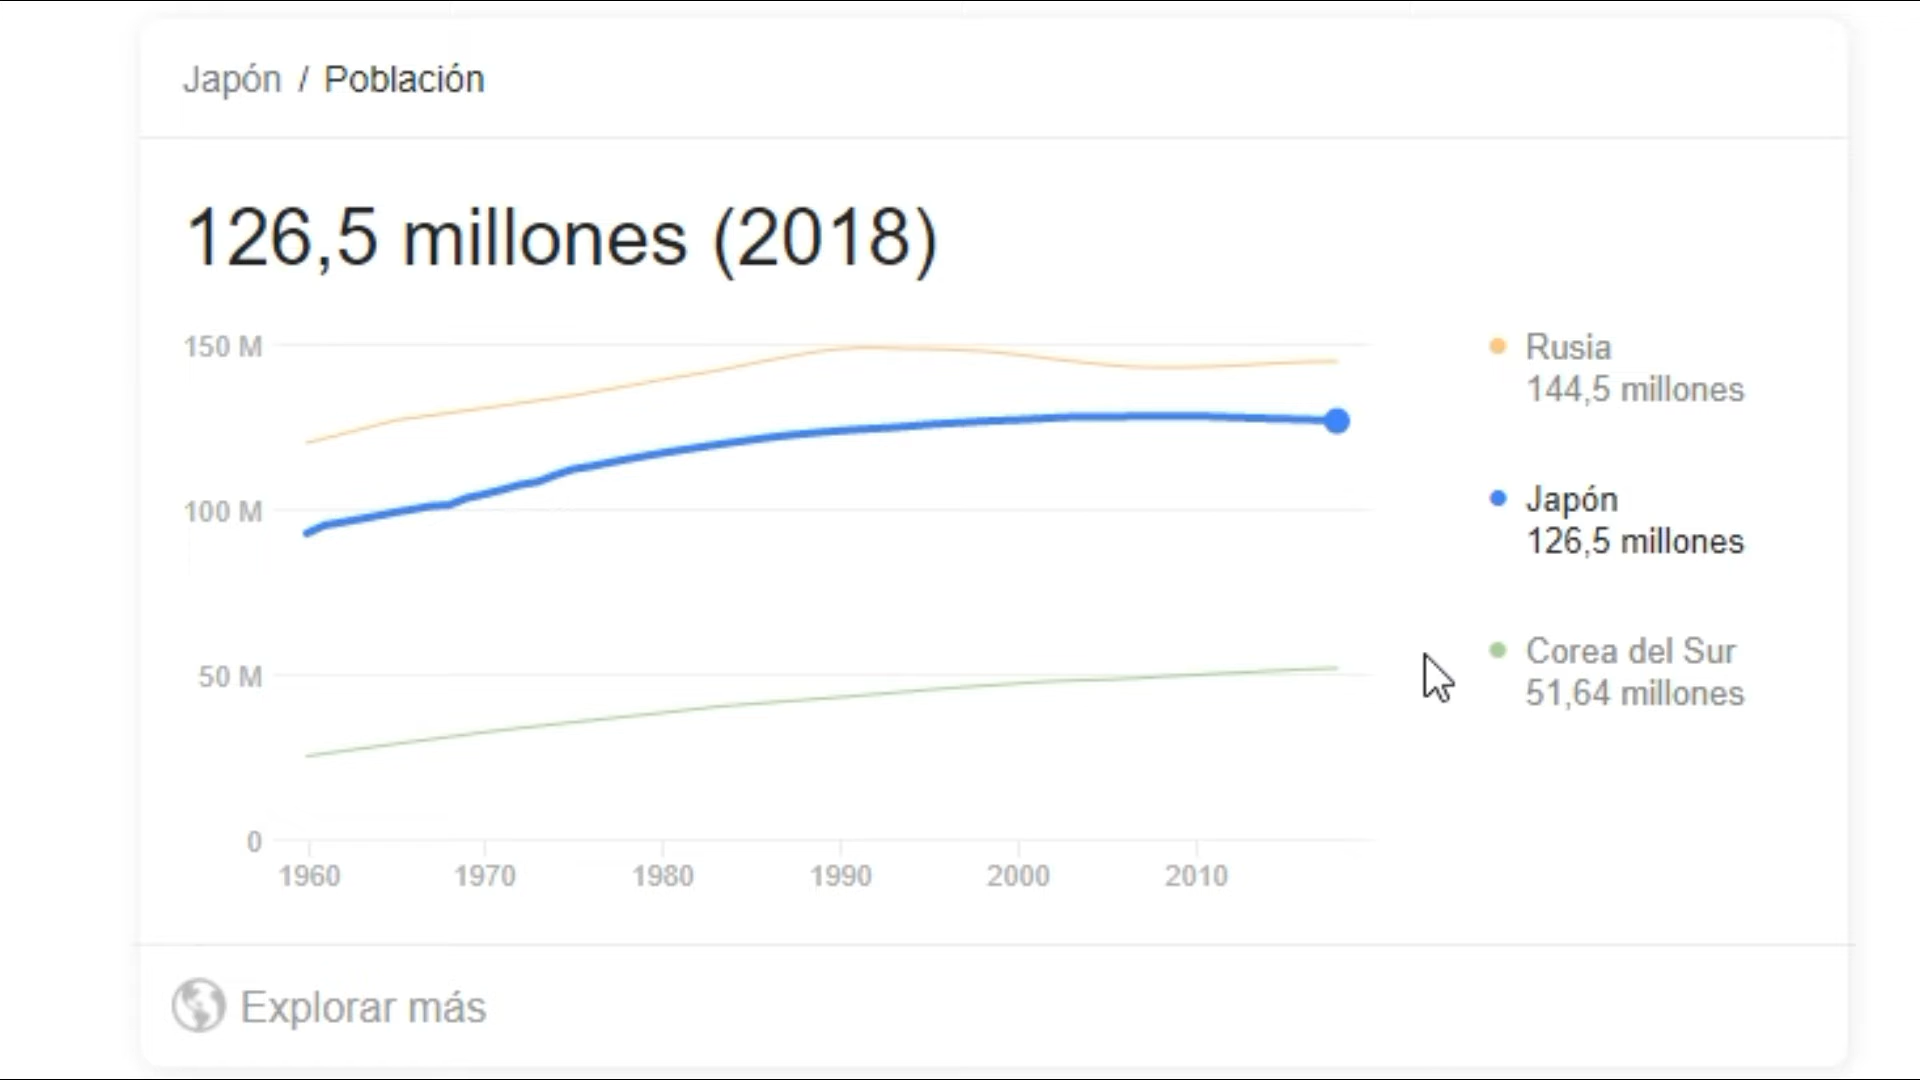 Japón / Población
126,5 millones (2018)
150 M
100 M
50 M
0
1960 1970 1980 1990 2000 2010
Rusia
144,5 millones
Japón
126,5 millones
Corea del Sur
51,64 millones
Explorar más